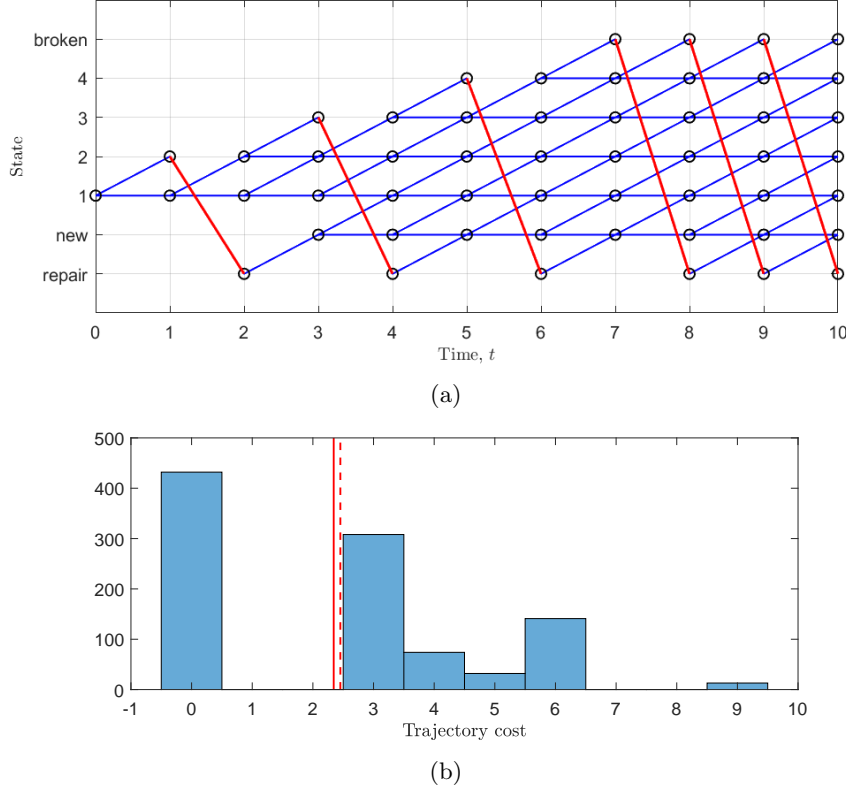 broken
4
3
2
1
new
repair
State
0 1 2 3 4 5 6 7 8 9 10
Time, t
(a)
500
400
300
200
100
0
-1 0 1 2 3 4 5 6 7 8 9 10
Trajectory cost
(b)